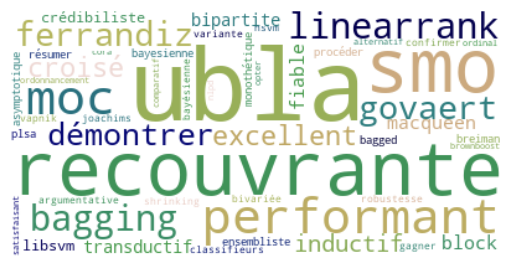 crédibiliste bipartite linearrank
ferrandiz variante nsvm alternatif confirmer ordinal
résumer cora bayesienne procéder
croisé ubla smo
asymptotique ordonnancement bayésienne monothétique fiable comparatif opter
moc govaert
vapnik joachims macqueen
plsa démontrer excellent bagged breiman
brownboost
recouvrante
argumentative shrinking bivariée robustesse
bagging performant
satisfaisant libsvm transductif ensembliste inductif gagner block
classifieurs